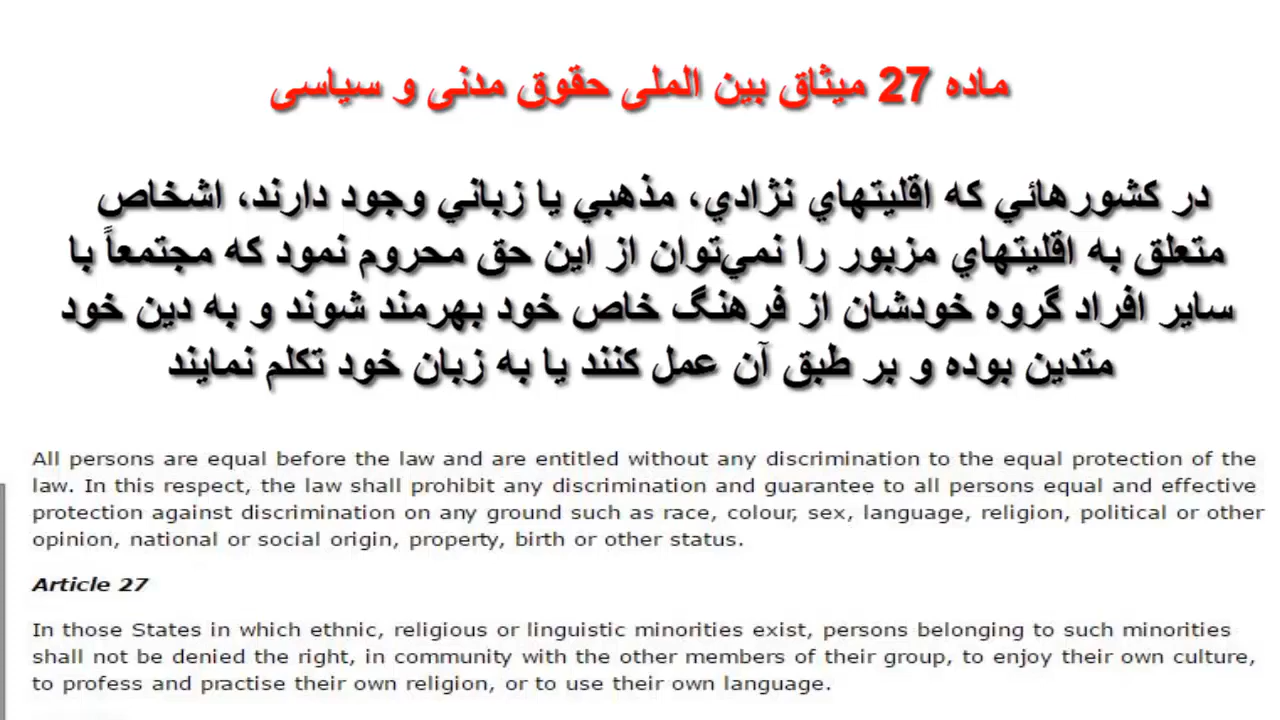 ماده 27 میثاق بین المللی حقوق مدنی و سیاسی
در كشورهائي كه اقليتهاي نژادي، مذهبي يا زباني وجود دارند، اشخاص
متعلق به اقليتهاي مزبور را نمي‌توان از اين حق محروم نمود كه مجتمعاً با
ساير افراد گروه خودشان از فرهنگ خاص خود بهرمند شوند و به دين خود
متدين بوده و بر طبق آن عمل كنند يا به زبان خود تكلم نمايند
All persons are equal before the law and are entitled without any discrimination to the equal protection of the
law. In this respect, the law shall prohibit any discrimination and guarantee to all persons equal and effective
protection against discrimination on any ground such as race, colour, sex, language, religion, political or other
opinion, national or social origin, property, birth or other status.
Article 27
In those States in which ethnic, religious or linguistic minorities exist, persons belonging to such minorities
shall not be denied the right, in community with the other members of their group, to enjoy their own culture,
to profess and practise their own religion, or to use their own language.